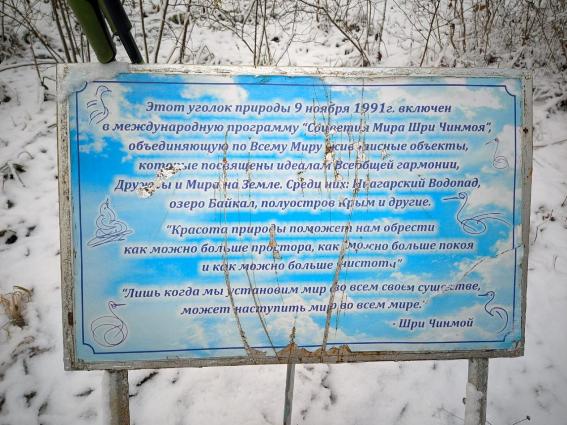 Этот уголок природы 9 ноября 1991г. включен
в международную программу "Соцветия Мира Шри Чинмоя",
объединяющую по Всему Миру живописные объекты,
которые посвящены идеалам Всеобщей гармонии,
Дружбы и Мира на Земле. Среди них: Ниагарский Водопад,
озеро Байкал, полуостров Крым и другие.
"Красота природы поможет нам обрести
как можно больше простора, как можно больше покоя
и как можно больше чистоты"
"Лишь когда мы установим мир во всем своем существе,
может наступить мир во всем мире."
- Шри Чинмой